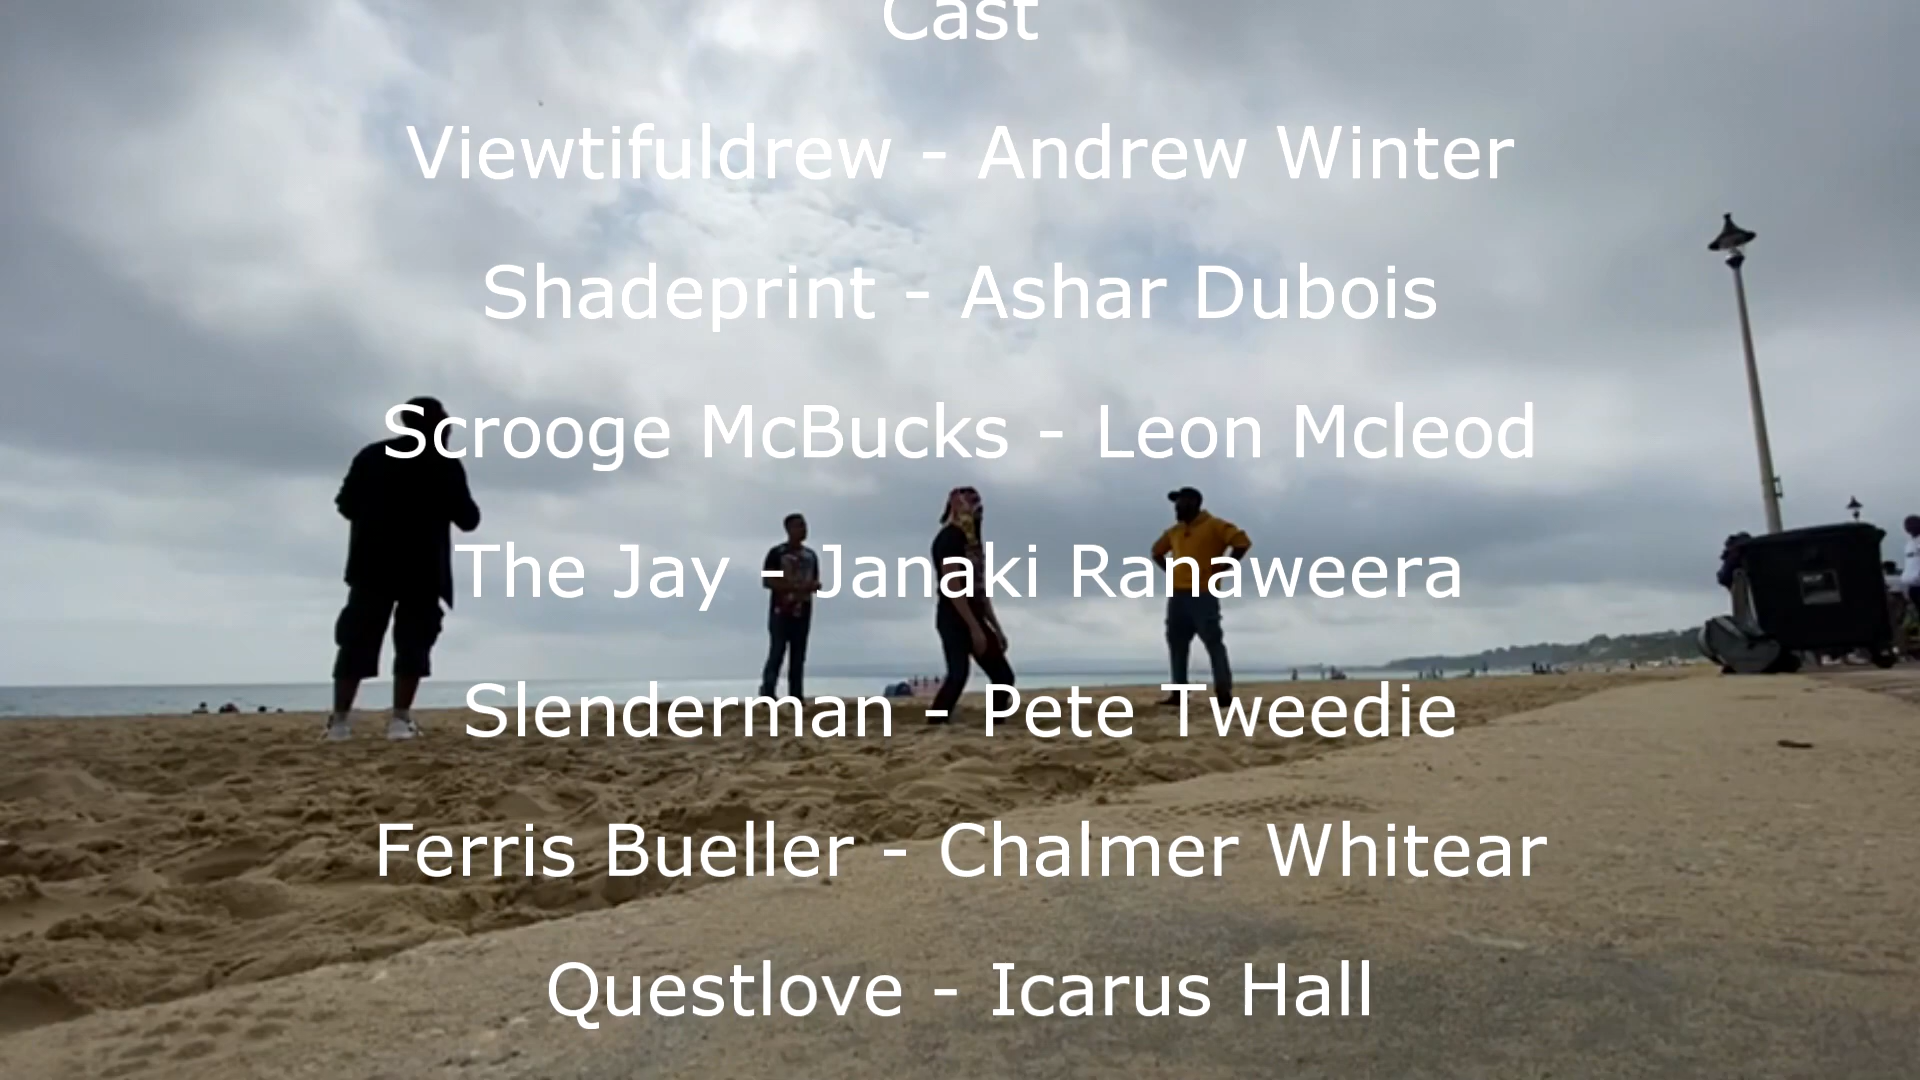 Cast
Viewtifuldrew - Andrew Winter
Shadeprint - Ashar Dubois
Scrooge McBucks - Leon Mcleod
The Jay - Janaki Ranaweera
Slenderman - Pete Tweedie
Ferris Bueller - Chalmer Whitear
Questlove - Icarus Hall